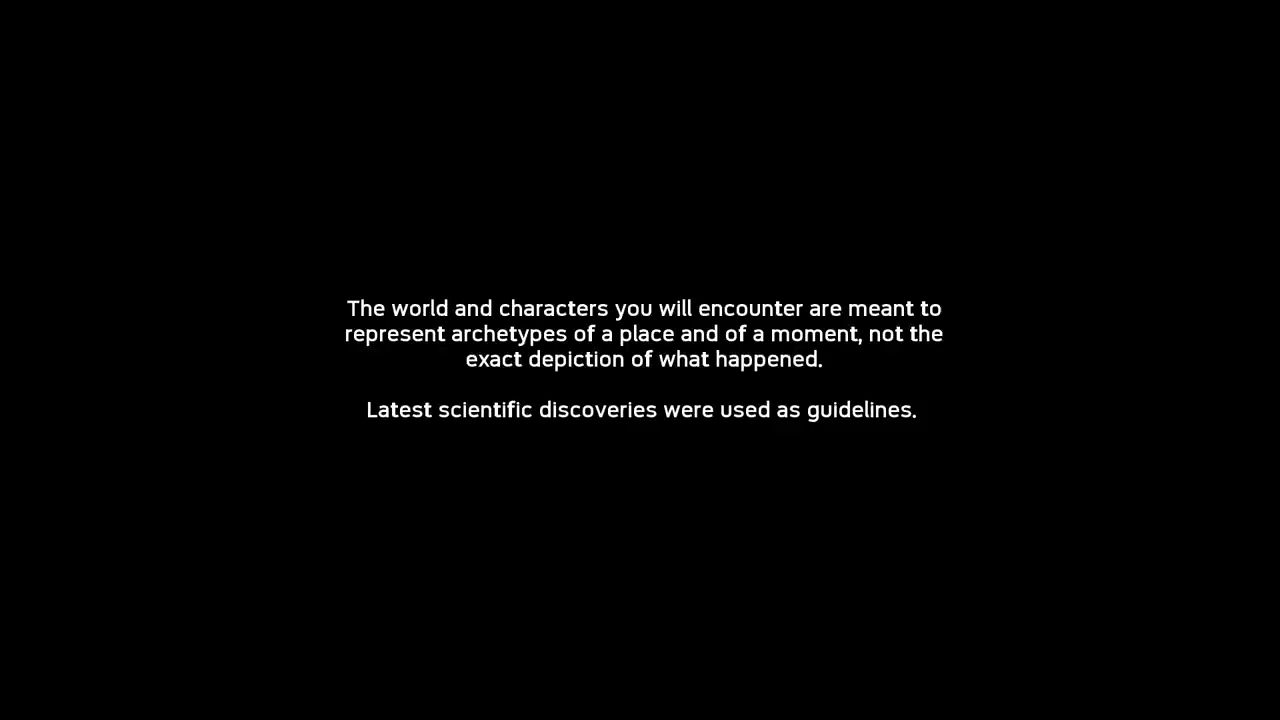 The world and characters you will encounter are meant to
represent archetypes of a place and of a moment, not the
exact depiction of what happened.
Latest scientific discoveries were used as guidelines.